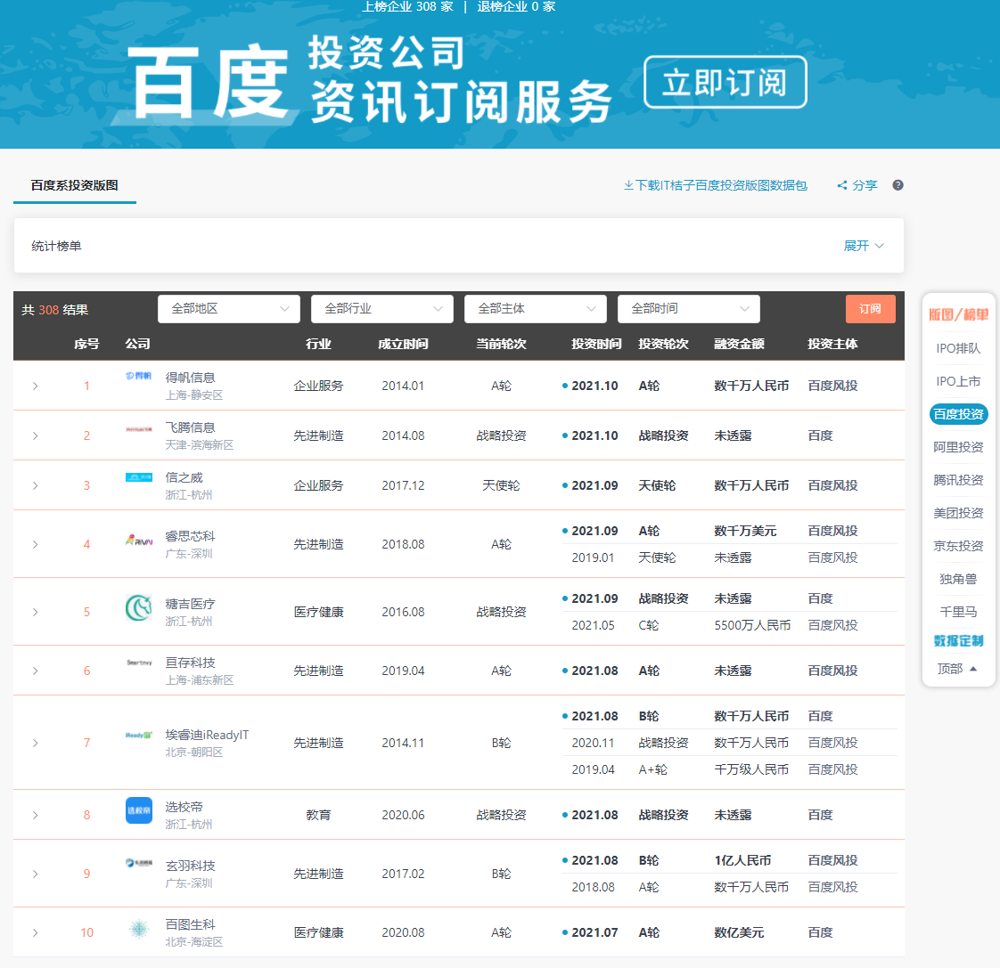 上榜企业 308 家 | 退榜企业 0 家
百度
投资公司
资讯订阅服务
立即订阅
百度系投资版图
下载IT桔子百度投资版图数据包
分享
?
统计榜单
展开
共 308 结果
全部地区
全部行业
全部主体
全部时间
订阅
序号 公司 行业 成立时间 当前轮次 投资时间 投资轮次 融资金额 投资主体
1 得帆 得帆信息 企业服务 2014.01 A轮 2021.10 A轮 数千万人民币 百度风投
上海-静安区
2 飞腾信息 先进制造 2014.08 战略投资 2021.10 战略投资 未透露 百度
天津-滨海新区
3 信之威 企业服务 2017.12 天使轮 2021.09 天使轮 数千万人民币 百度风投
浙江-杭州
4 RiVAI 睿思芯科 先进制造 2018.08 A轮 2021.09 A轮 数千万美元 百度风投
广东-深圳
2019.01 天使轮 未透露 百度风投
5 糖吉医疗 医疗健康 2016.08 战略投资 2021.09 战略投资 未透露 百度
浙江-杭州
2021.05 C轮 5500万人民币 百度风投
6 亘存科技 先进制造 2019.04 A轮 2021.08 A轮 未透露 百度风投
上海-浦东新区
7 iReadyIT 埃睿迪iReadyIT 先进制造 2014.11 B轮 2021.08 B轮 数千万人民币 百度
北京-朝阳区
2020.11 战略投资 数千万人民币 百度风投
2019.04 A+轮 千万级人民币 百度风投
8 选校帝 选校帝 教育 2020.06 战略投资 2021.08 战略投资 未透露 百度
浙江-杭州
9 玄羽科技 先进制造 2017.02 B轮 2021.08 B轮 1亿人民币 百度风投
广东-深圳
2018.08 A轮 数千万人民币 百度风投
10 百图生科 医疗健康 2020.08 A轮 2021.07 A轮 数亿美元 百度
北京-海淀区
版图/榜单
IPO排队
IPO上市
百度投资
阿里投资
腾讯投资
美团投资
京东投资
独角兽
千里马
数据定制
顶部